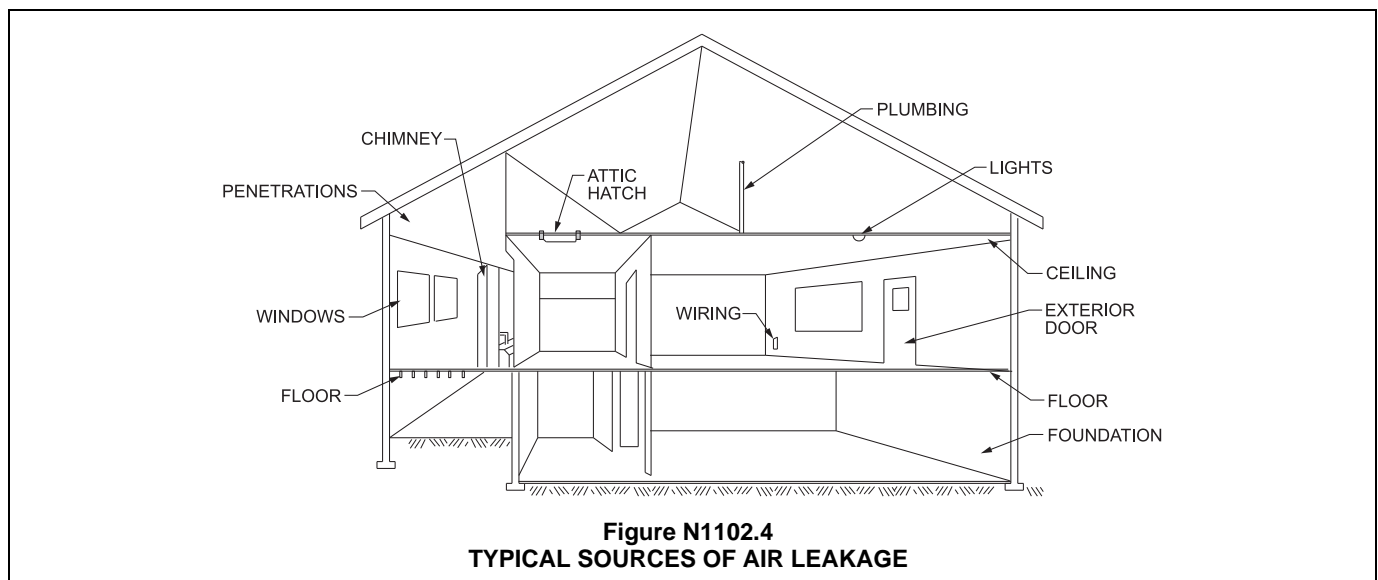 PLUMBING
CHIMNEY
LIGHTS
ATTIC
HATCH
PENETRATIONS
CEILING
WINDOWS
WIRING
EXTERIOR
DOOR
FLOOR
FLOOR
FOUNDATION
Figure N1102.4
TYPICAL SOURCES OF AIR LEAKAGE